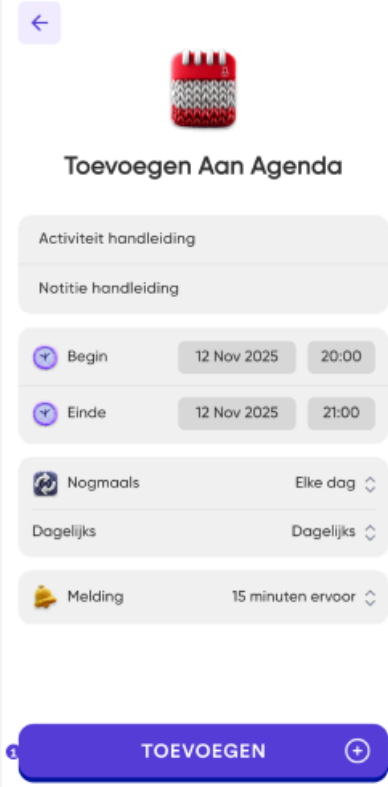 Toevoegen Aan Agenda
Activiteit handleiding
Notitie handleiding
Begin 12 Nov 2025 20:00
Einde 12 Nov 2025 21:00
Nogmaals Elke dag
Dagelijks Dagelijks
Melding 15 minuten ervoor
1 TOEVOEGEN